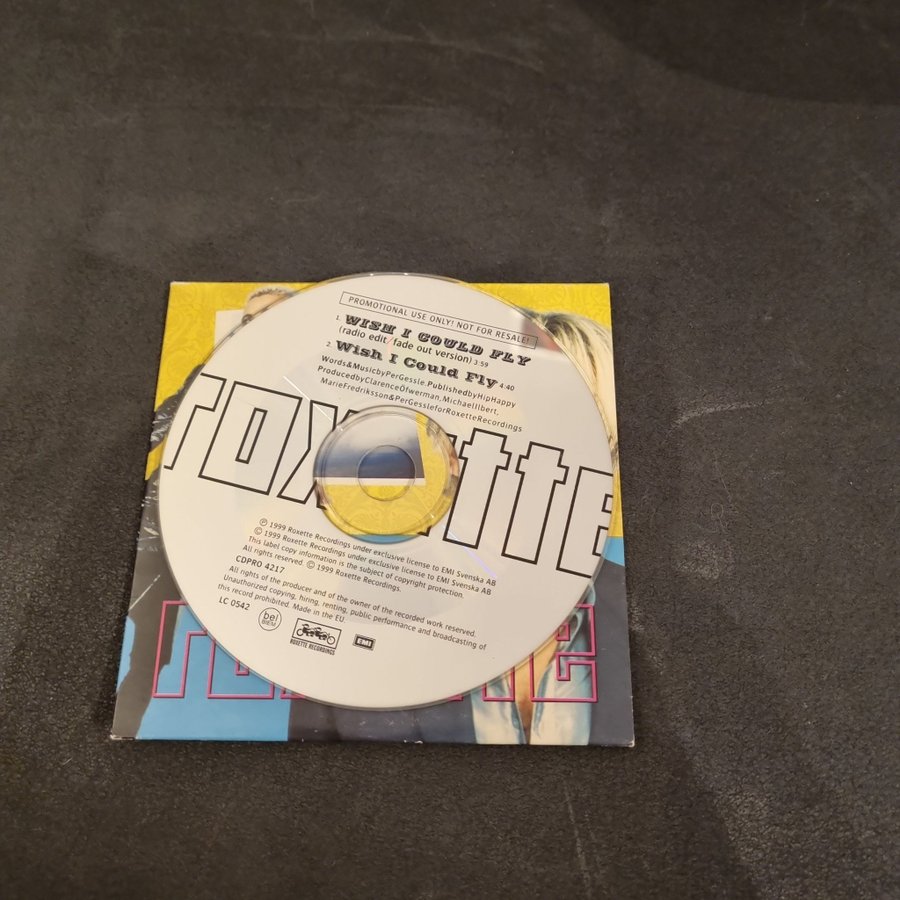 PROMOTIONAL USE ONLY! NOT FOR RESALE!
1. WISH I COULD FLY
(radio edit/fade out version) 3:59
2. Wish I Could Fly 4:40
Words&MusicbyPerGessle.PublishedbyHipHappy
ProducedbyClarenceÖfwerman,MichaelIlbert,
MarieFredriksson&PerGessleforRoxetteRecordings
roxette
℗ 1999 Roxette Recordings under exclusive license to EMI Svenska AB
© 1999 Roxette Recordings under exclusive license to EMI Svenska AB
This label copy information is the subject of copyright protection.
All rights reserved. © 1999 Roxette Recordings.
CDPRO 4217
All rights of the producer and of the owner of the recorded work reserved.
Unauthorized copying, hiring, renting, public performance and broadcasting of
this record prohibited. Made in the EU.
LC 0542
bel
BIEM
ROXETTE RECORDINGS
EMI
roxette